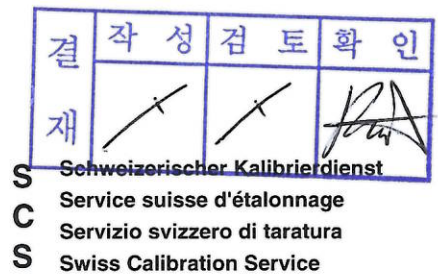 결재 작성 검토 확인
S Schweizerischer Kalibrierdienst
C Service suisse d'étalonnage
Servizio svizzero di taratura
S Swiss Calibration Service